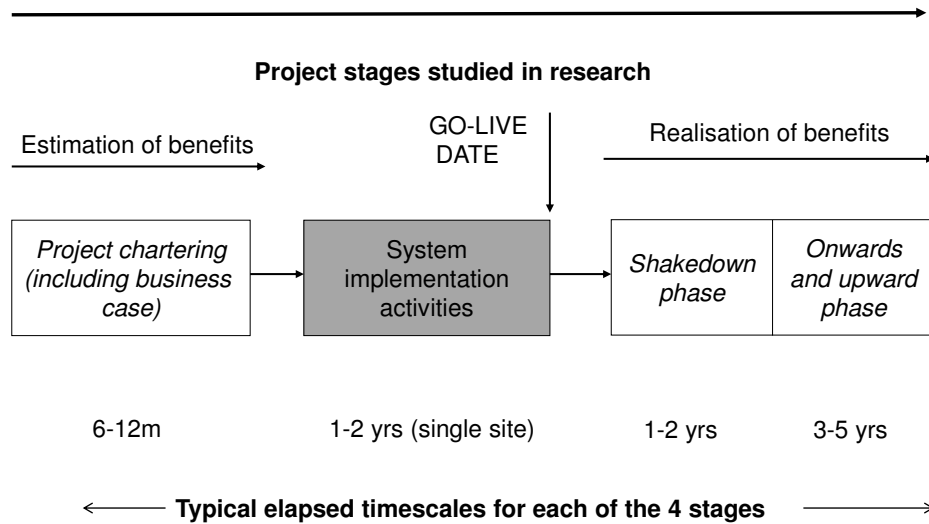 Project stages studied in research
Estimation of benefits
GO-LIVE
DATE
Realisation of benefits
Project chartering
(including business
case)
System
implementation
activities
Shakedown
phase
Onwards
and upward
phase
6-12m
1-2 yrs (single site)
1-2 yrs
3-5 yrs
Typical elapsed timescales for each of the 4 stages